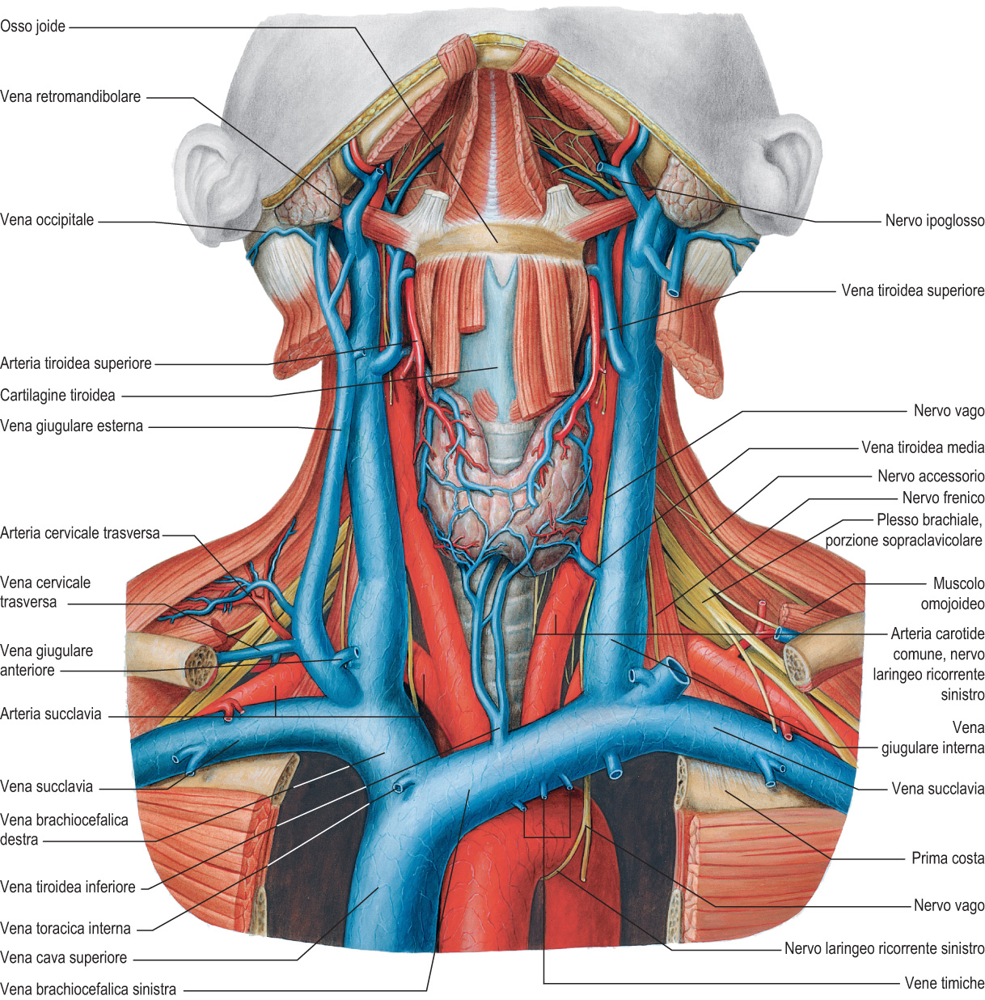 Osso joide
Vena retromandibolare
Vena occipitale
Arteria tiroidea superiore
Cartilagine tiroidea
Vena giugulare esterna
Arteria cervicale trasversa
Vena cervicale
trasversa
Vena giugulare
anteriore
Arteria succlavia
Vena succlavia
Vena brachiocefalica
destra
Vena tiroidea inferiore
Vena toracica interna
Vena cava superiore
Vena brachiocefalica sinistra
Nervo ipoglosso
Vena tiroidea superiore
Nervo vago
Vena tiroidea media
Nervo accessorio
Nervo frenico
Plesso brachiale,
porzione sopraclavicolare
Muscolo
omojoideo
Arteria carotide
comune, nervo
laringeo ricorrente
sinistro
Vena
giugulare interna
Vena succlavia
Prima costa
Nervo vago
Nervo laringeo ricorrente sinistro
Vene timiche